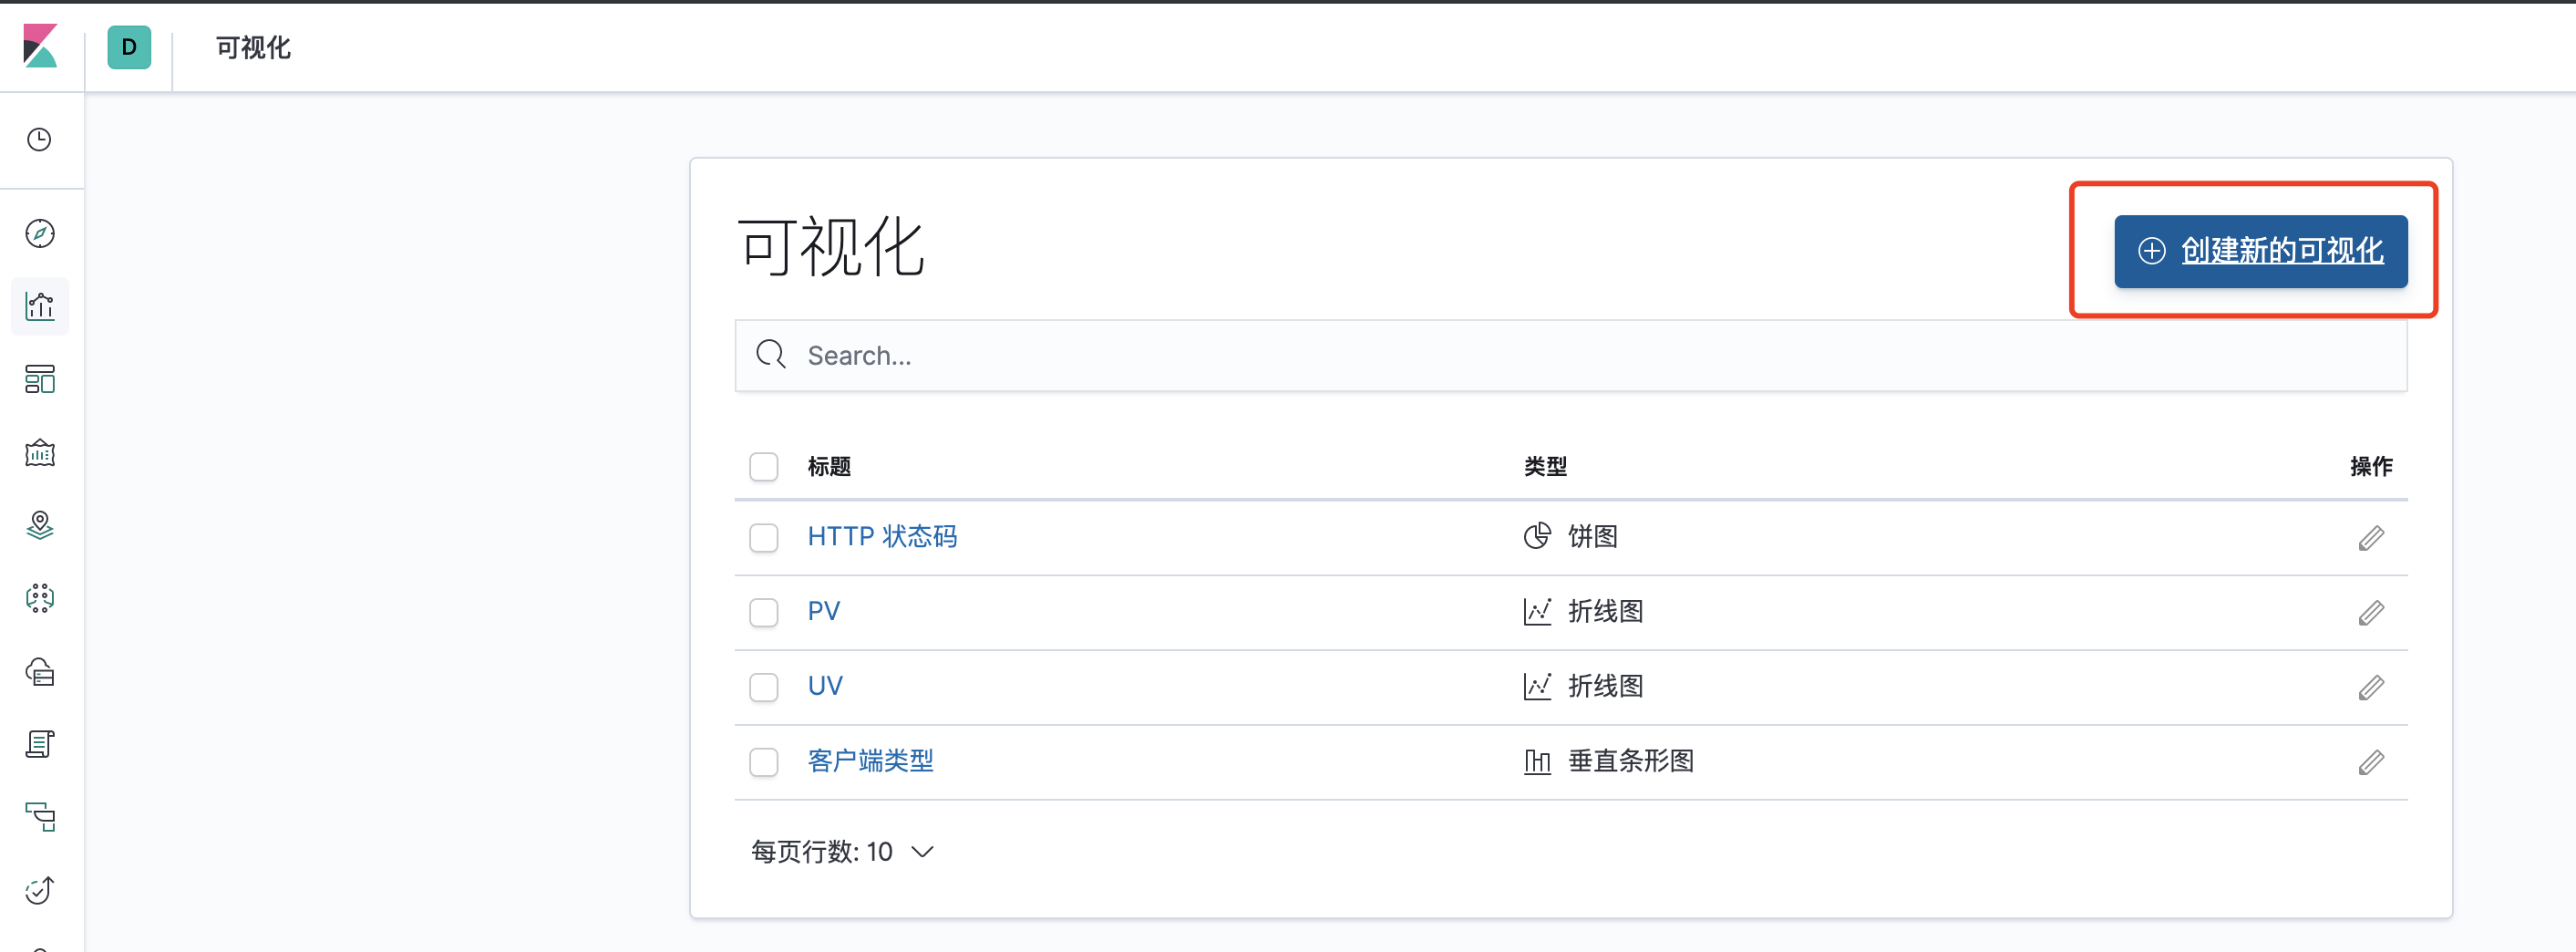 D 可视化
可视化
创建新的可视化
Search...
标题 类型 操作
HTTP 状态码 饼图
PV 折线图
UV 折线图
客户端类型 垂直条形图
每页行数: 10